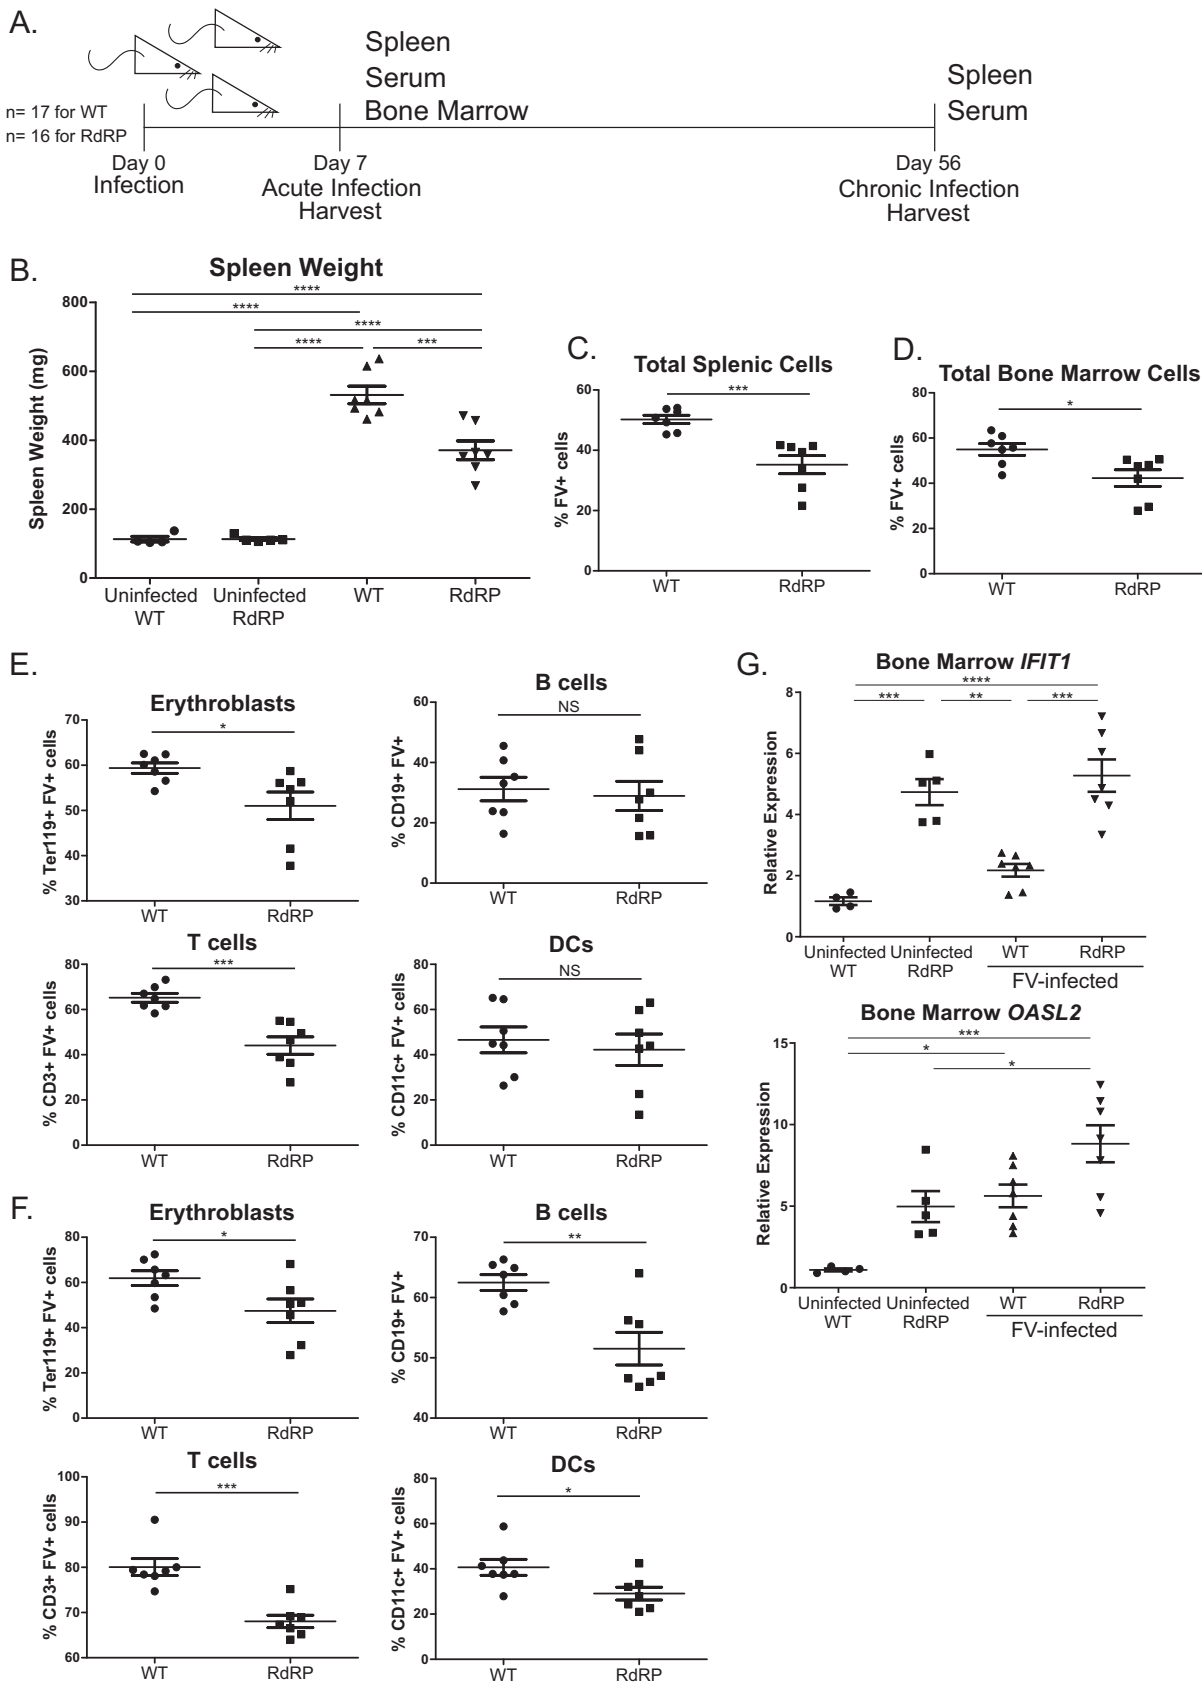 A.
Spleen
Serum
Bone Marrow
Spleen
Serum
n= 17 for WT
n= 16 for RdRP
Day 0
Infection
Day 7
Acute Infection
Harvest
Day 56
Chronic Infection
Harvest
B.
Spleen Weight
Spleen Weight (mg)
800
600
400
200
0
****
****
****
****
***
Uninfected
WT
Uninfected
RdRP
WT
RdRP
C.
Total Splenic Cells
% FV+ cells
60
40
20
0
***
WT
RdRP
D.
Total Bone Marrow Cells
% FV+ cells
80
60
40
20
0
*
WT
RdRP
E.
Erythroblasts
% Ter119+ FV+ cells
70
60
50
40
30
*
WT
RdRP
B cells
% CD19+ FV+
60
40
20
0
NS
WT
RdRP
T cells
% CD3+ FV+ cells
80
60
40
20
0
***
WT
RdRP
DCs
% CD11c+ FV+ cells
80
60
40
20
0
NS
WT
RdRP
F.
Erythroblasts
% Ter119+ FV+ cells
80
60
40
20
0
*
WT
RdRP
B cells
% CD19+ FV+
70
60
50
40
**
WT
RdRP
T cells
% CD3+ FV+ cells
100
90
80
70
60
***
WT
RdRP
DCs
% CD11c+ FV+ cells
80
60
40
20
0
*
WT
RdRP
G.
Bone Marrow IFIT1
Relative Expression
8
6
4
2
0
****
***
**
***
Uninfected
WT
Uninfected
RdRP
WT
RdRP
FV-infected
Bone Marrow OASL2
Relative Expression
15
10
5
0
***
*
*
Uninfected
WT
Uninfected
RdRP
WT
RdRP
FV-infected